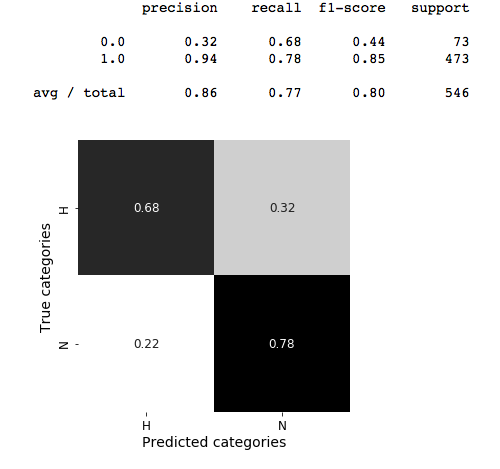 precision recall f1-score support
0.0 0.32 0.68 0.44 73
1.0 0.94 0.78 0.85 473
avg / total 0.86 0.77 0.80 546
H 0.68 0.32
True categories
N 0.22 0.78
H N
Predicted categories